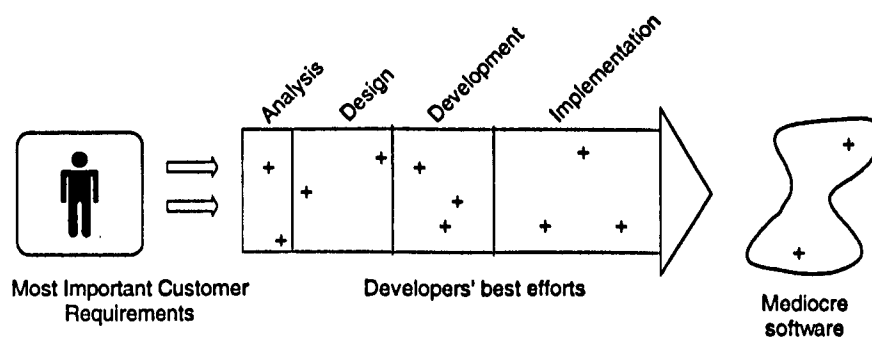 Analysis
Design
Development
Implementation
Most Important Customer
Requirements
Developers' best efforts
Mediocre
software